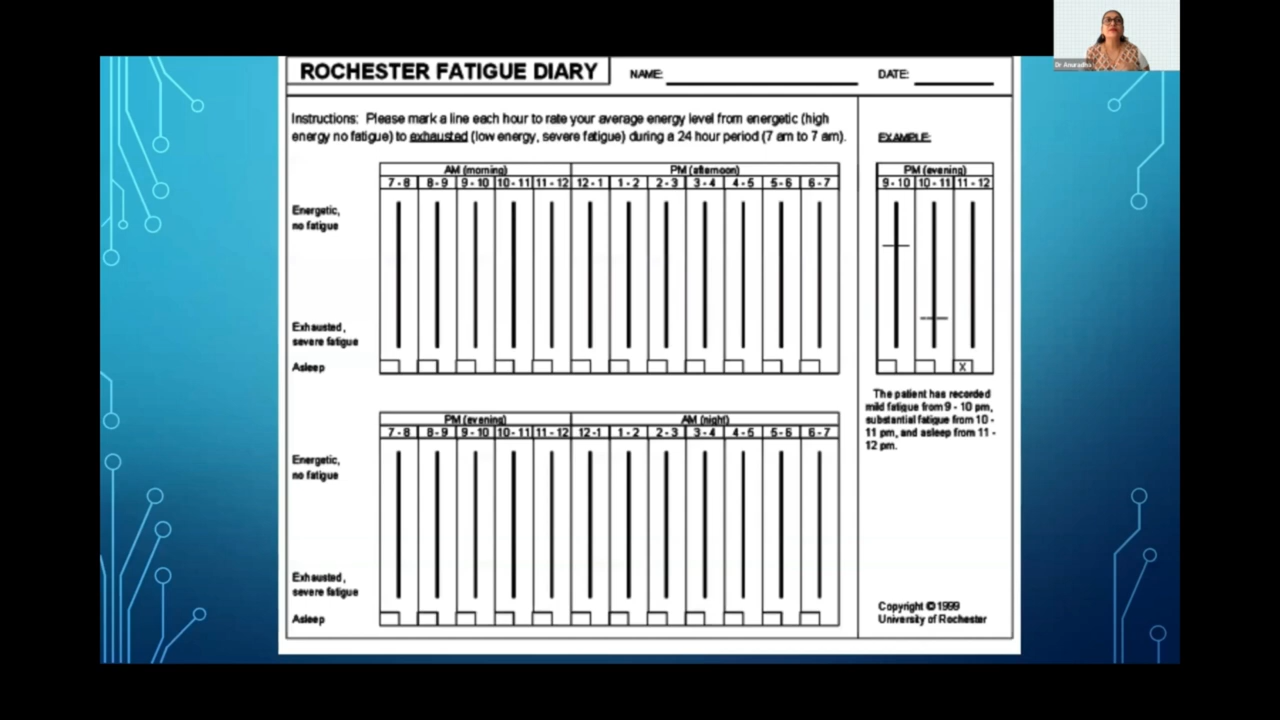 Dr Anuradha
ROCHESTER FATIGUE DIARY
NAME:
DATE:
Instructions: Please mark a line each hour to rate your average energy level from energetic (high
energy no fatigue) to exhausted (low energy, severe fatigue) during a 24 hour period (7 am to 7 am).
AM (morning) PM (afternoon)
7 - 8 8 - 9 9 - 10 10 - 11 11 - 12 12 - 1 1 - 2 2 - 3 3 - 4 4 - 5 5 - 6 6 - 7
Energetic,
no fatigue
Exhausted,
severe fatigue
Asleep
PM (evening) AM (night)
7 - 8 8 - 9 9 - 10 10 - 11 11 - 12 12 - 1 1 - 2 2 - 3 3 - 4 4 - 5 5 - 6 6 - 7
Energetic,
no fatigue
Exhausted,
severe fatigue
Asleep
EXAMPLE:
PM (evening)
9 - 10 10 - 11 11 - 12
X
The patient has recorded
mild fatigue from 9 - 10 pm,
substantial fatigue from 10 -
11 pm, and asleep from 11 -
12 pm.
Copyright © 1999
University of Rochester